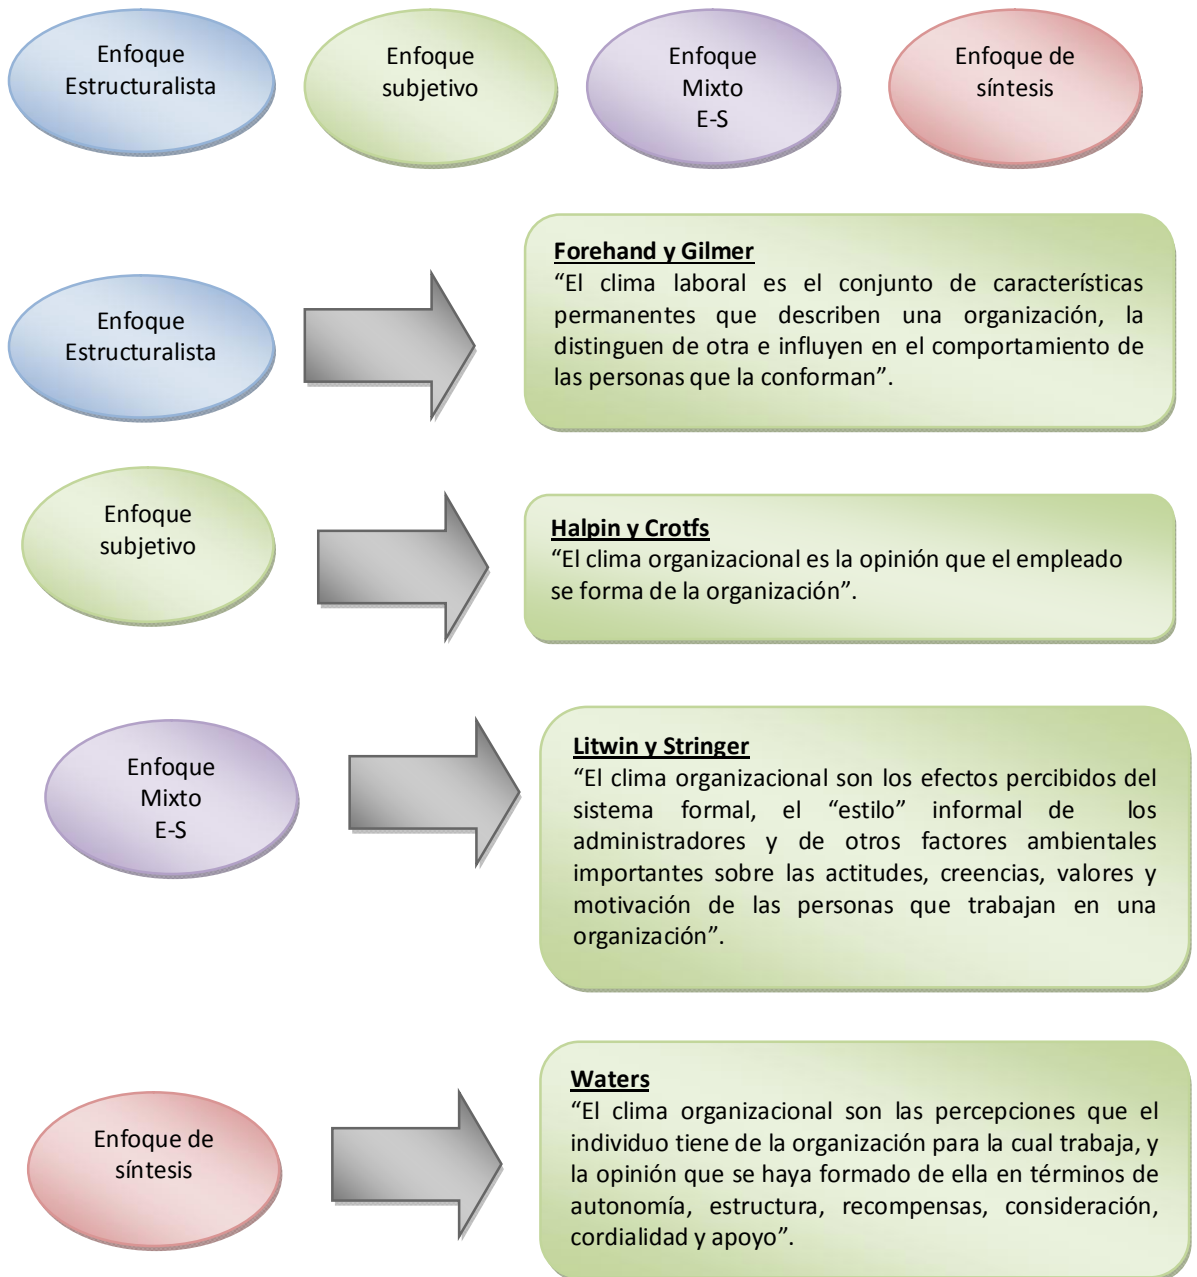 Enfoque
Estructuralista
Enfoque
subjetivo
Enfoque
Mixto
E-S
Enfoque de
síntesis
Enfoque
Estructuralista
Forehand y Gilmer
“El clima laboral es el conjunto de características
permanentes que describen una organización, la
distinguen de otra e influyen en el comportamiento de
las personas que la conforman”.
Enfoque
subjetivo
Halpin y Crotfs
“El clima organizacional es la opinión que el empleado
se forma de la organización”.
Enfoque
Mixto
E-S
Litwin y Stringer
“El clima organizacional son los efectos percibidos del
sistema formal, el “estilo” informal de los
administradores y de otros factores ambientales
importantes sobre las actitudes, creencias, valores y
motivación de las personas que trabajan en una
organización”.
Enfoque de
síntesis
Waters
“El clima organizacional son las percepciones que el
individuo tiene de la organización para la cual trabaja, y
la opinión que se haya formado de ella en términos de
autonomía, estructura, recompensas, consideración,
cordialidad y apoyo”.